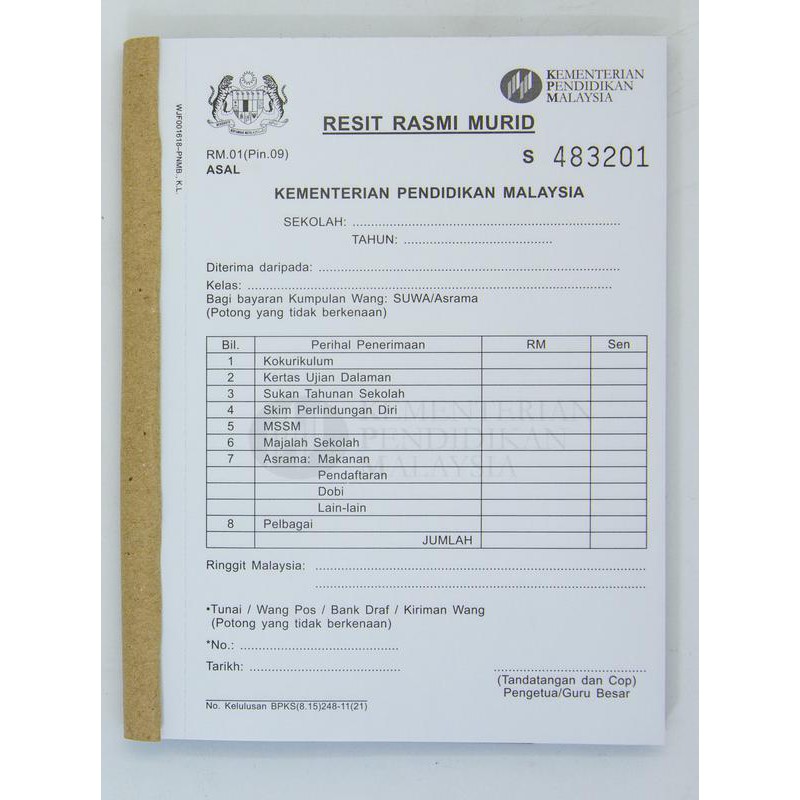 KEMENTERIAN
PENDIDIKAN
MALAYSIA
RESIT RASMI MURID
RM.01(Pin.09)
S 483201
ASAL
WJF001618–PNMB., K.L.
KEMENTERIAN PENDIDIKAN MALAYSIA
SEKOLAH:
TAHUN:
Diterima daripada:
Kelas:
Bagi bayaran Kumpulan Wang: SUWA/Asrama
(Potong yang tidak berkenaan)
Bil. Perihal Penerimaan RM Sen
1 Kokurikulum
2 Kertas Ujian Dalaman
3 Sukan Tahunan Sekolah
4 Skim Perlindungan Diri
5 MSSM
6 Majalah Sekolah
7 Asrama: Makanan
Pendaftaran
Dobi
Lain-lain
8 Pelbagai
JUMLAH
KEMENTERIAN
PENDIDIKAN
MALAYSIA
Ringgit Malaysia:
•Tunai / Wang Pos / Bank Draf / Kiriman Wang
(Potong yang tidak berkenaan)
*No.:
Tarikh:
(Tandatangan dan Cop)
Pengetua/Guru Besar
No. Kelulusan BPKS(8.15)248-11(21)